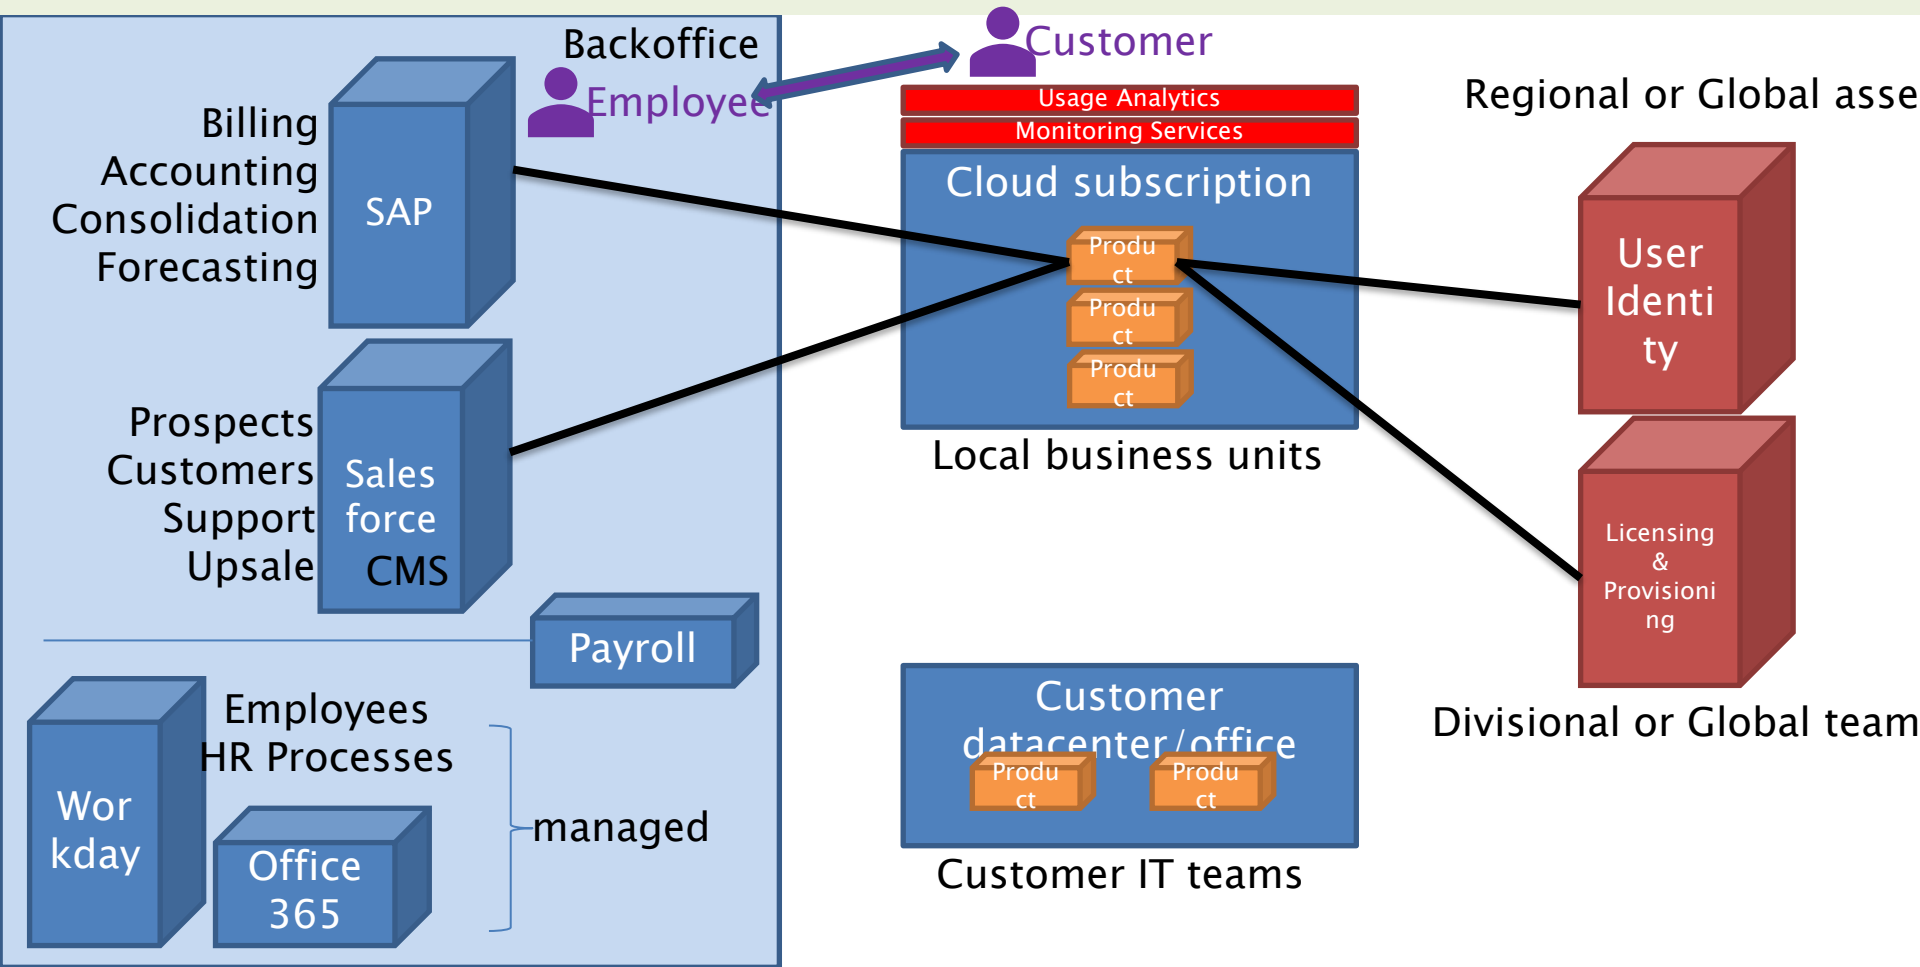 Backoffice
Employee
Customer
Billing
Accounting
Consolidation
Forecasting
SAP
Prospects
Customers
Support
Upsale
Sales
force
CMS
Payroll
Employees
HR Processes
Wor
kday
Office
365
managed
Usage Analytics
Monitoring Services
Cloud subscription
Produ
ct
Produ
ct
Produ
ct
Local business units
Customer
datacenter/office
Produ
ct
Produ
ct
Customer IT teams
Regional or Global asse
User
Identi
ty
Licensing
&
Provisioni
ng
Divisional or Global team